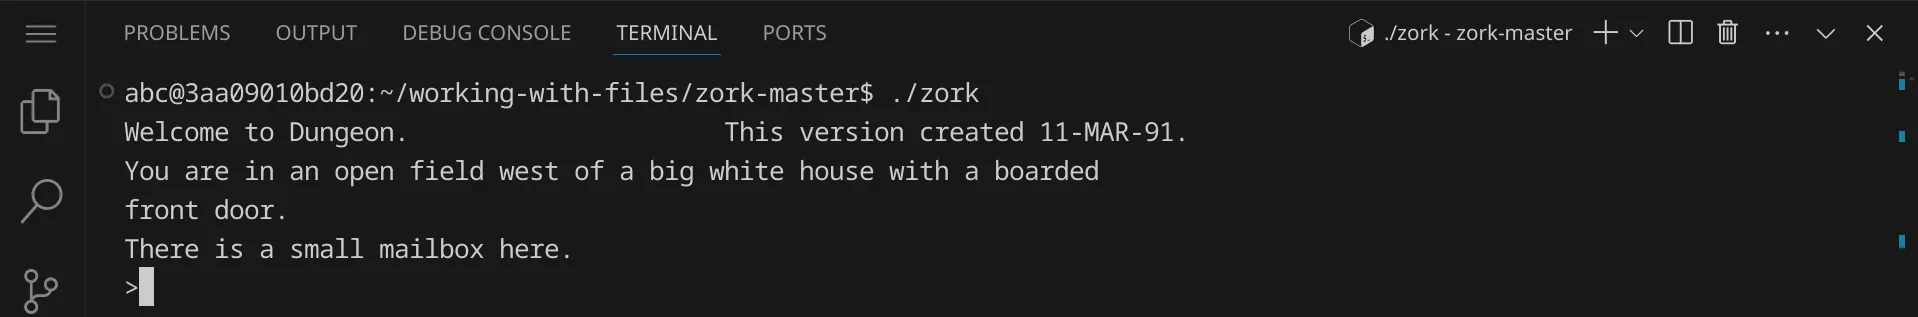 PROBLEMS OUTPUT DEBUG CONSOLE TERMINAL PORTS ./zork - zork-master
abc@3aa09010bd20:~/working-with-files/zork-master$ ./zork
Welcome to Dungeon. This version created 11-MAR-91.
You are in an open field west of a big white house with a boarded
front door.
There is a small mailbox here.
>